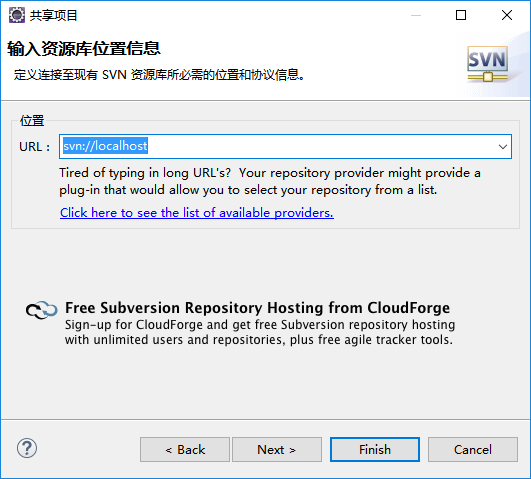 共享项目
输入资源库位置信息
定义连接至现有 SVN 资源库所必需的位置和协议信息。
SVN
位置
URL： svn://localhost
Tired of typing in long URL's?  Your repository provider might provide a
plug-in that would allow you to select your repository from a list.
Click here to see the list of available providers.
Free Subversion Repository Hosting from CloudForge
Sign-up for CloudForge and get free Subversion repository hosting
with unlimited users and repositories, plus free agile tracker tools.
? < Back Next > Finish Cancel